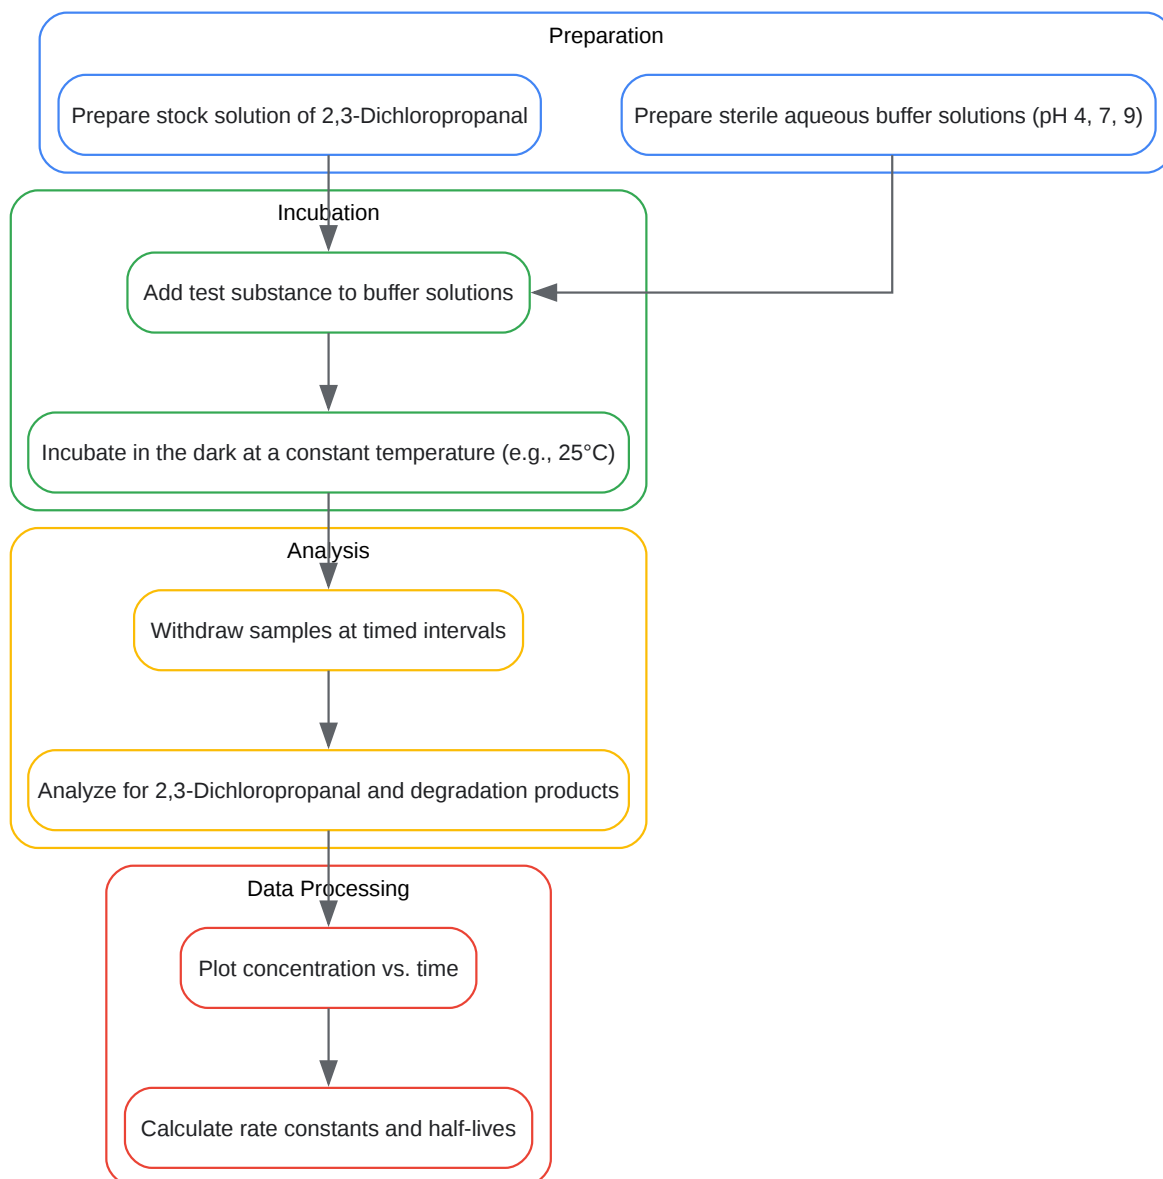 Preparation
Prepare stock solution of 2,3-Dichloropropanal
Prepare sterile aqueous buffer solutions (pH 4, 7, 9)
Incubation
Add test substance to buffer solutions
Incubate in the dark at a constant temperature (e.g., 25°C)
Analysis
Withdraw samples at timed intervals
Analyze for 2,3-Dichloropropanal and degradation products
Data Processing
Plot concentration vs. time
Calculate rate constants and half-lives